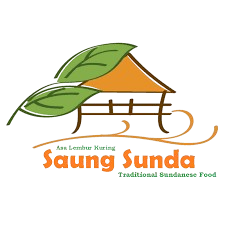 Asa Lembur Kuring
Saung Sunda
Traditional Sundanese Food